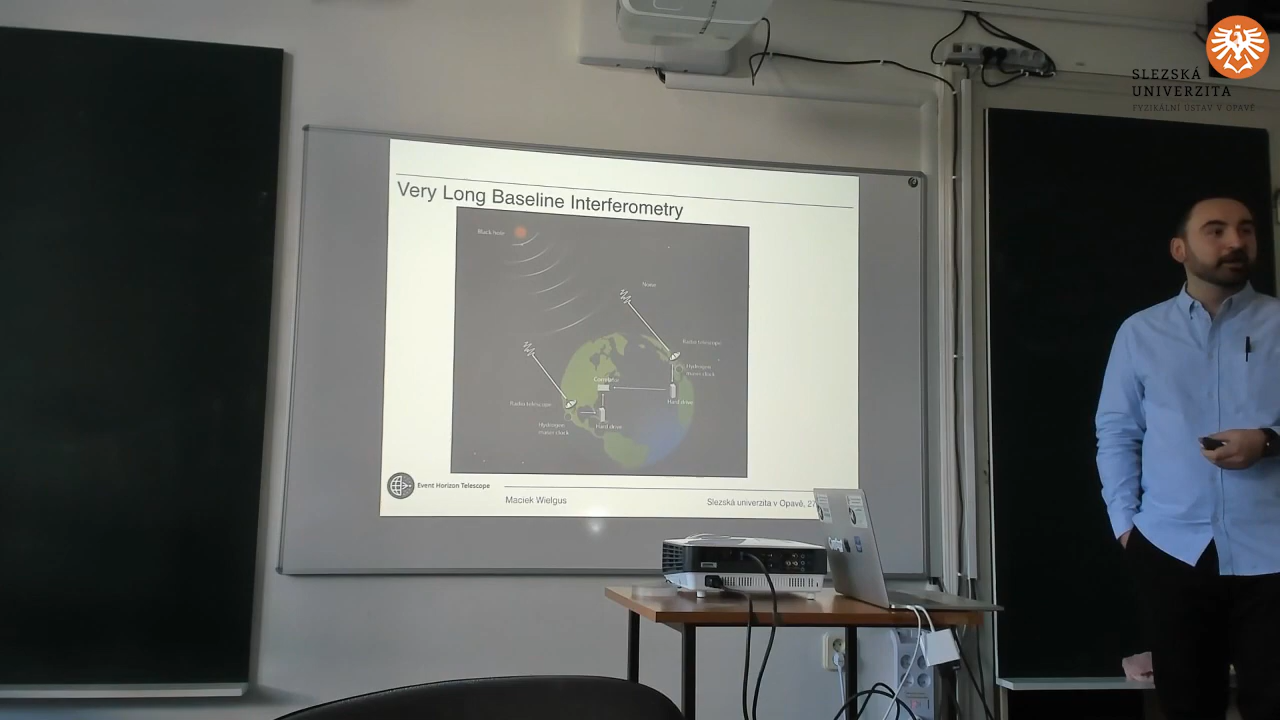 SLEZSKÁ
UNIVERZITA
FYZIKÁLNÍ ÚSTAV V OPAVĚ
Very Long Baseline Interferometry
Black hole
Noise
Radio telescope
Hydrogen
maser clock
Correlator
Hard drive
Radio telescope
Hydrogen
maser clock
Hard drive
Event Horizon Telescope
Maciek Wielgus
Slezská univerzita v Opavě, 27